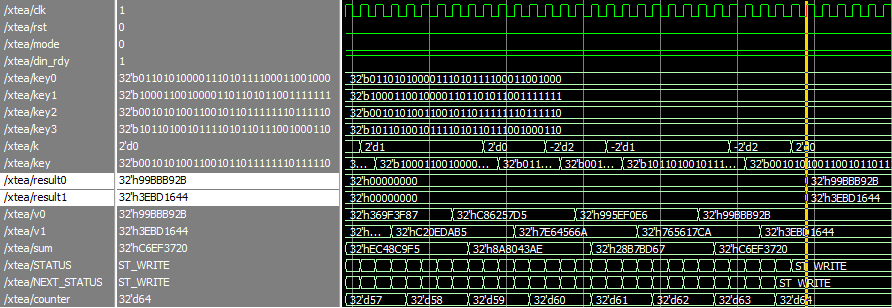 /xtea/clk 1
/xtea/rst 0
/xtea/mode 0
/xtea/din_rdy 1
/xtea/key0 32'b01101010000111010111100011001000 32'b01101010000111010111100011001000
/xtea/key1 32'b10001100100001101101011001111111 32'b10001100100001101101011001111111
/xtea/key2 32'b00101010011001011011111110111110 32'b00101010011001011011111110111110
/xtea/key3 32'b10110100101111010110111001000110 32'b10110100101111010110111001000110
/xtea/k 2'd0 2'd1 2'd0 -2'd2 -2'd1 -2'd2 2'd0
/xtea/key 32'b00101010011001011011111110111110 3... 32'b1000110010000... 32'b011... 32'b001... 32'b10110100101111... 32'b0010101001100101101
/xtea/result0 32'h99BBB92B 32'h00000000 32'h99BBB92B
/xtea/result1 32'h3EBD1644 32'h00000000 32'h3EBD1644
/xtea/v0 32'h99BBB92B 32'h369F3F87 32'hC86257D5 32'h995EF0E6 32'h99BBB92B
/xtea/v1 32'h3EBD1644 32'h... 32'hC20EDAB5 32'h7E64566A 32'h765617CA 32'h3EBD1644
/xtea/sum 32'hC6EF3720 32'hEC48C9F5 32'h8A8043AE 32'h28B7BD67 32'hC6EF3720
/xtea/STATUS ST_WRITE ST_WRITE
/xtea/NEXT_STATUS ST_WRITE ST_WRITE
/xtea/counter 32'd64 32'd57 32'd58 32'd59 32'd60 32'd61 32'd62 32'd63 32'd64